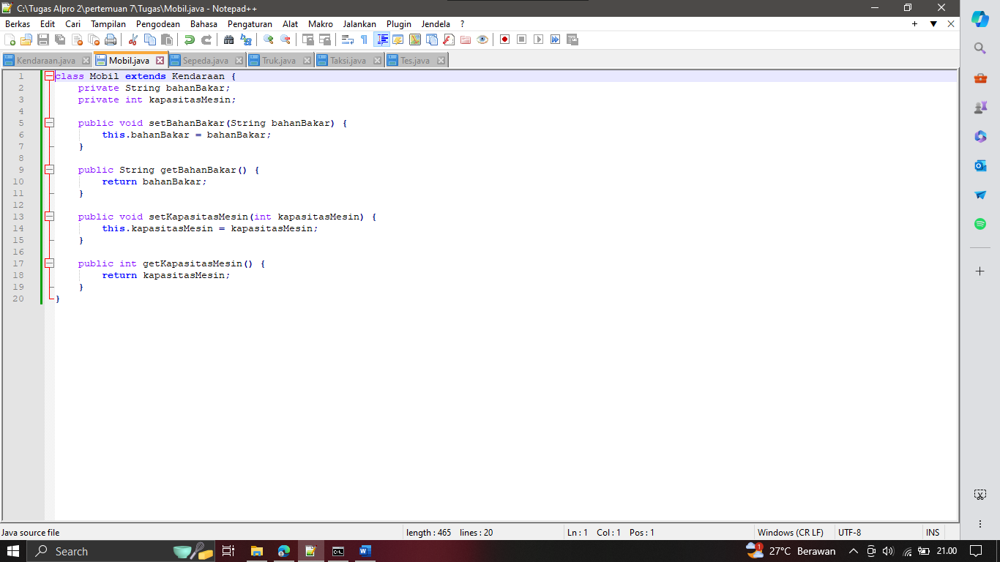 C:\Tugas Alpro 2\pertemuan 7\Tugas\Mobil.java - Notepad++
Berkas Edit Cari Tampilan Pengodean Bahasa Pengaturan Alat Makro Jalankan Plugin Jendela ?
Kendaraan.java Mobil.java Sepeda.java Truk.java Taksi.java Tes.java
1 class Mobil extends Kendaraan {
2 private String bahanBakar;
3 private int kapasitasMesin;
4
5 public void setBahanBakar(String bahanBakar) {
6 this.bahanBakar = bahanBakar;
7 }
8
9 public String getBahanBakar() {
10 return bahanBakar;
11 }
12
13 public void setKapasitasMesin(int kapasitasMesin) {
14 this.kapasitasMesin = kapasitasMesin;
15 }
16
17 public int getKapasitasMesin() {
18 return kapasitasMesin;
19 }
20 }
Java source file length : 465 lines : 20 Ln : 1 Col : 1 Pos : 1 Windows (CR LF) UTF-8 INS
Search 1 27°C Berawan 21.00